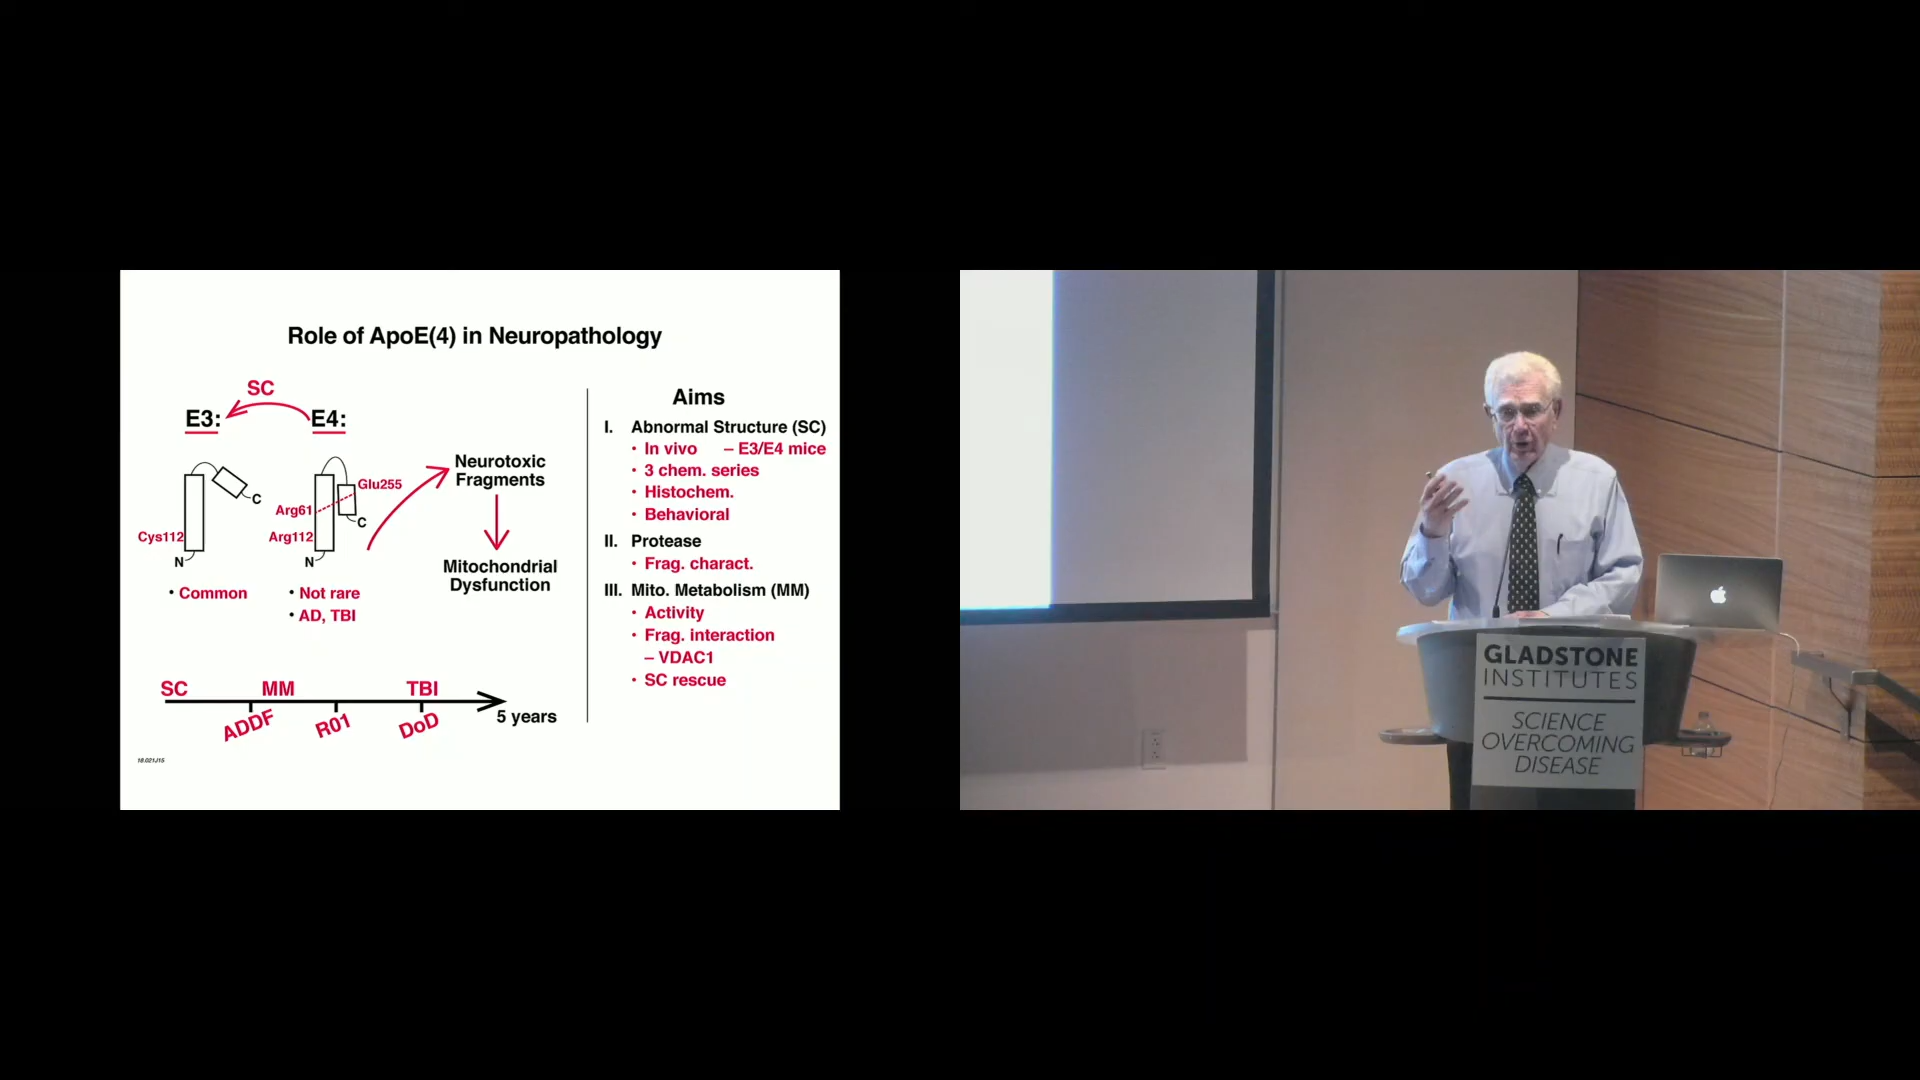 Role of ApoE(4) in Neuropathology
SC
E3:
E4:
Glu255
Arg61
C
C
Cys112
Arg112
N
N
• Common
• Not rare
• AD, TBI
Neurotoxic
Fragments
Mitochondrial
Dysfunction
SC
MM
TBI
ADDF
R01
DoD
5 years
18.021J15
Aims
I. Abnormal Structure (SC)
• In vivo – E3/E4 mice
• 3 chem. series
• Histochem.
• Behavioral
II. Protease
• Frag. charact.
III. Mito. Metabolism (MM)
• Activity
• Frag. interaction
– VDAC1
• SC rescue
GLADSTONE
INSTITUTES
SCIENCE
OVERCOMING
DISEASE